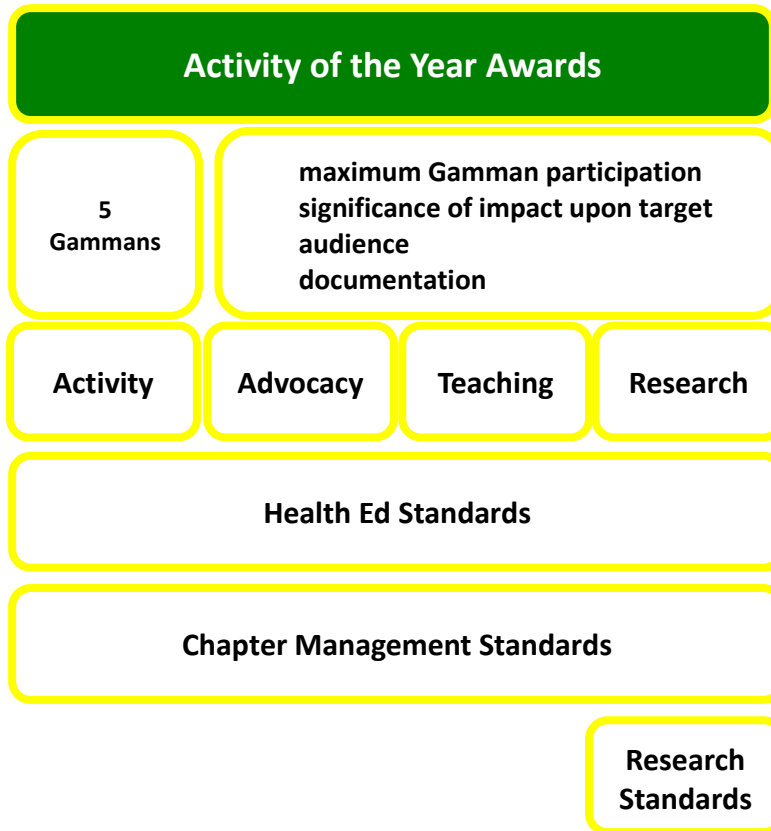 Activity of the Year Awards
5
Gammans
maximum Gamman participation
significance of impact upon target
audience
documentation
Activity
Advocacy
Teaching
Research
Health Ed Standards
Chapter Management Standards
Research
Standards